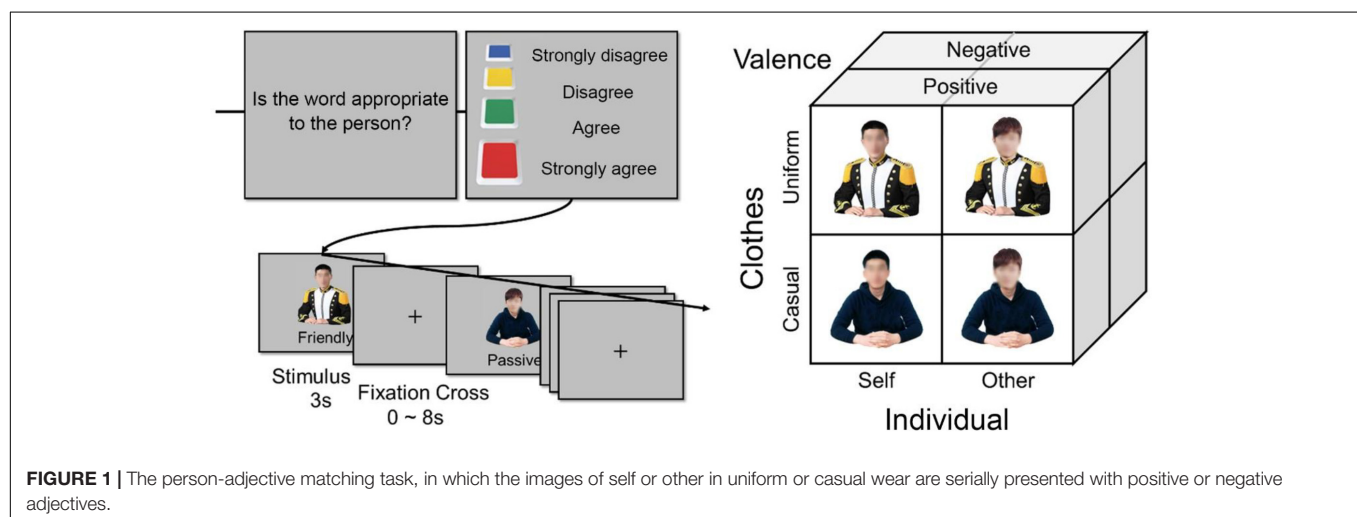 Is the word appropriate
to the person?
Strongly disagree
Disagree
Agree
Strongly agree
Friendly
+
Passive
+
Stimulus
3s
Fixation Cross
0 ~ 8s
Valence
Negative
Positive
Clothes
Uniform
Casual
Self
Other
Individual
FIGURE 1 | The person-adjective matching task, in which the images of self or other in uniform or casual wear are serially presented with positive or negative
adjectives.